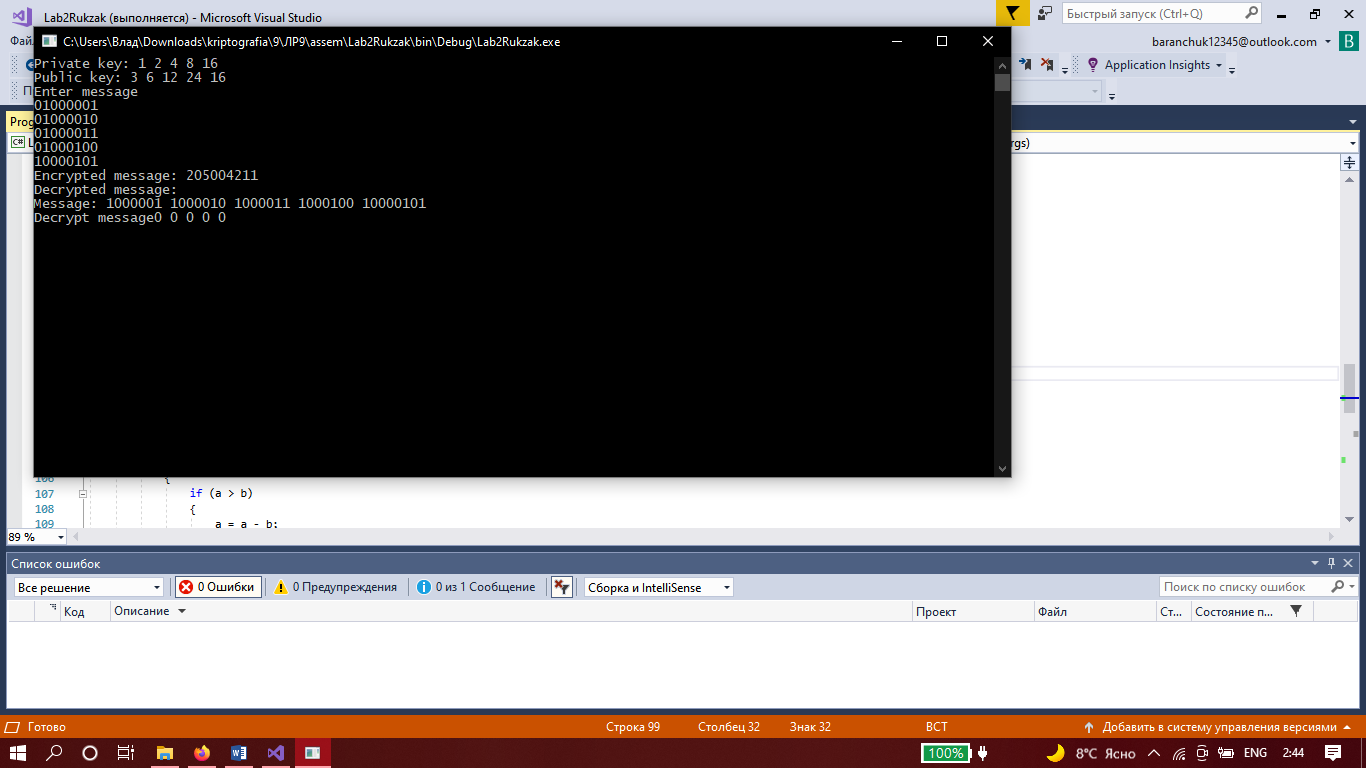 Lab2Rukzak (выполняется) - Microsoft Visual Studio
Быстрый запуск (Ctrl+Q)
Фай
baranchuk12345@outlook.com
B
Application Insights
C:\Users\Влад\Downloads\kriptografia\9\ЛР9\assem\Lab2Rukzak\bin\Debug\Lab2Rukzak.exe
Private key: 1 2 4 8 16
Public key: 3 6 12 24 16
Enter message
01000001
01000010
01000011
01000100
10000101
Encrypted message: 205004211
Decrypted message:
Message: 1000001 1000010 1000011 1000100 10000101
Decrypt message0 0 0 0 0
Prog
C# L
rgs)
106 {
107 if (a > b)
108 {
109 a = a - b;
89 %
Список ошибок
Все решение
0 Ошибки
0 Предупреждения
0 из 1 Сообщение
Сборка и IntelliSense
Поиск по списку ошибок
Код Описание Проект Файл Ст... Состояние п...
Готово Строка 99 Столбец 32 Знак 32 ВСТ Добавить в систему управления версиями
100% 8°C Ясно ENG 2:44